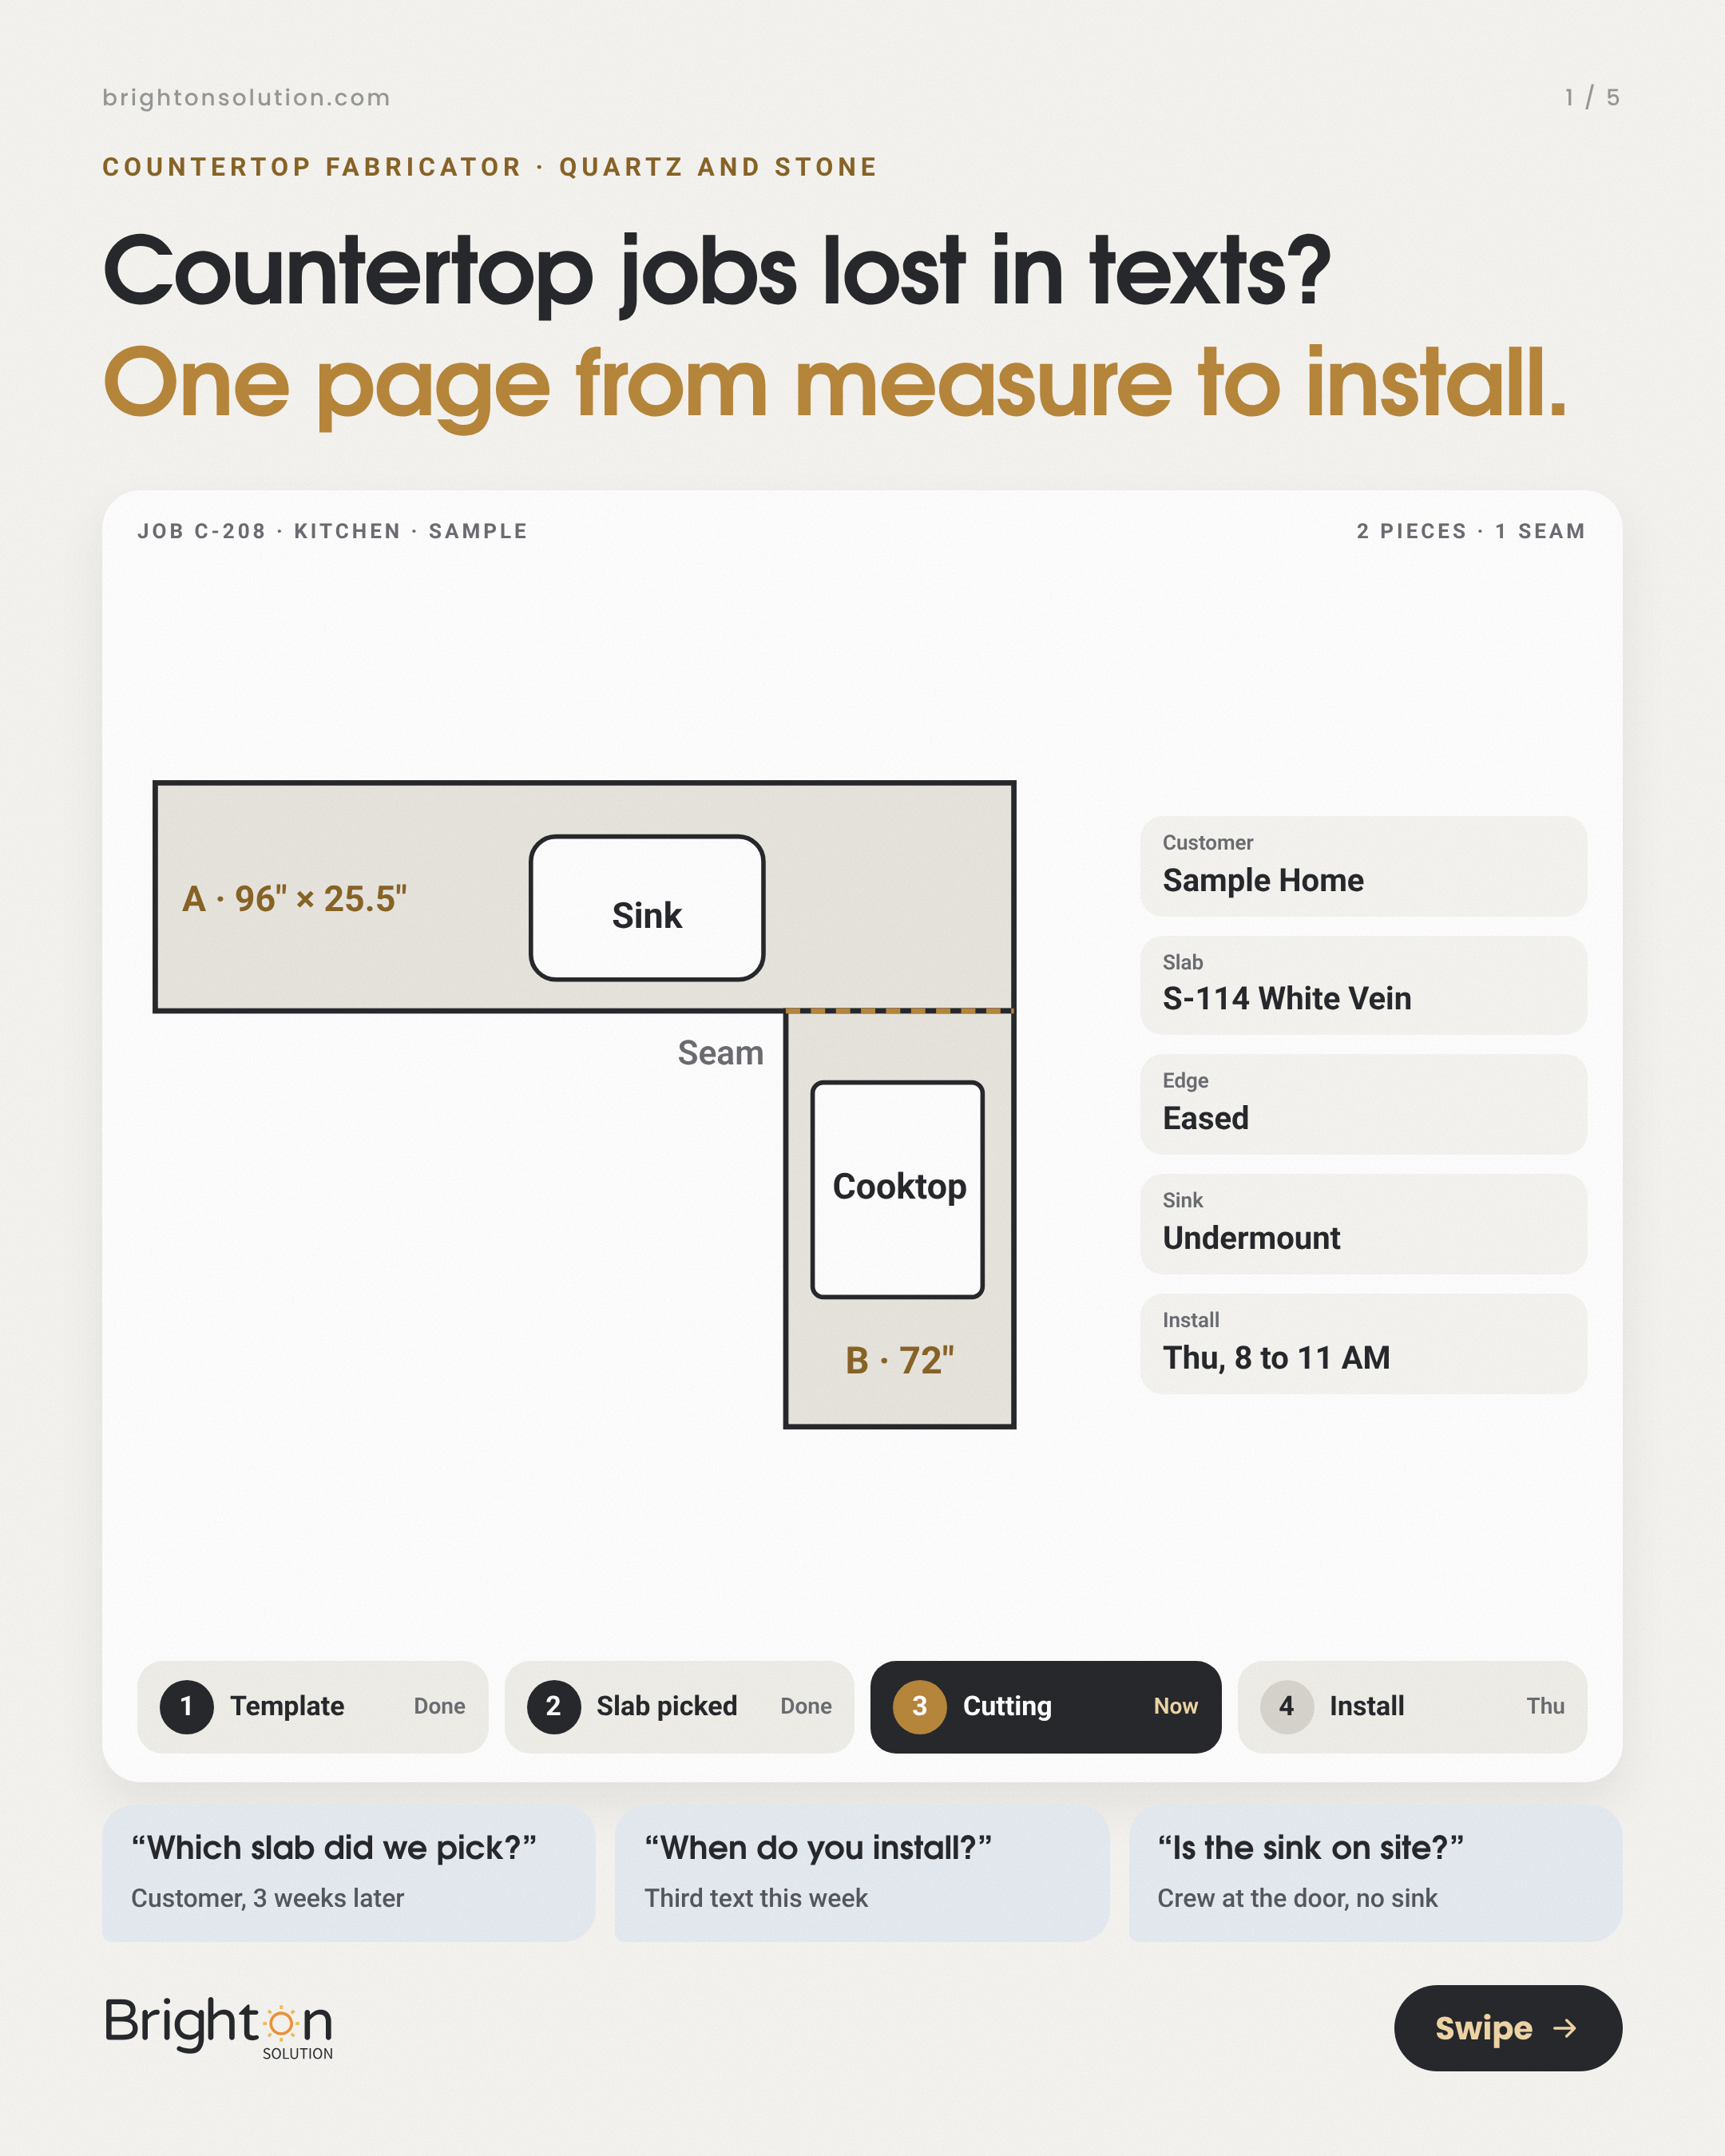 brightonsolution.com
1 / 5
COUNTERTOP FABRICATOR · QUARTZ AND STONE
Countertop jobs lost in texts?
One page from measure to install.
JOB C-208 · KITCHEN · SAMPLE
2 PIECES · 1 SEAM
A · 96" × 25.5"
Sink
Seam
Cooktop
B · 72"
Customer
Sample Home
Slab
S-114 White Vein
Edge
Eased
Sink
Undermount
Install
Thu, 8 to 11 AM
1 Template Done
2 Slab picked Done
3 Cutting Now
4 Install Thu
“Which slab did we pick?”
Customer, 3 weeks later
“When do you install?”
Third text this week
“Is the sink on site?”
Crew at the door, no sink
Brighton
SOLUTION
Swipe →